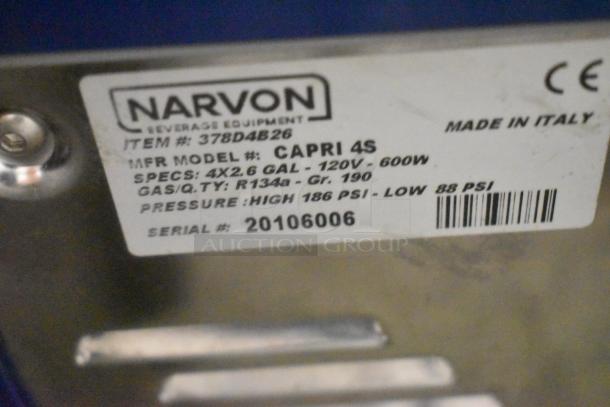 NARVON
BEVERAGE EQUIPMENT
CE
MADE IN ITALY
ITEM #: 378D4B26
MFR MODEL #: CAPRI 4S
SPECS: 4X2.6 GAL - 120V - 600W
GAS/Q.TY: R134a - Gr. 190
PRESSURE :HIGH 186 PSI - LOW 88 PSI
SERIAL #: 20106006
AUCTION GROUP